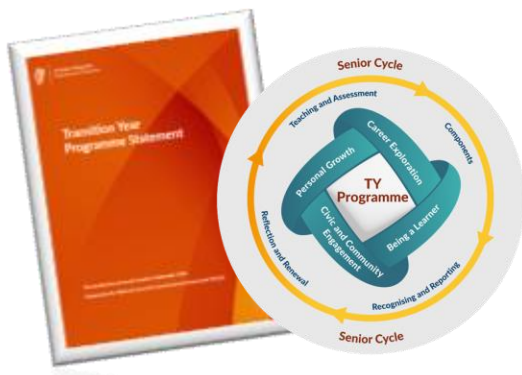 Transition Year
Programme Statement
Senior Cycle
Teaching and Assessment
Components
Career Exploration
Personal Growth
TY
Programme
Being a Learner
Civic and Community
Engagement
Reflection and Renewal
Recognising and Reporting
Senior Cycle